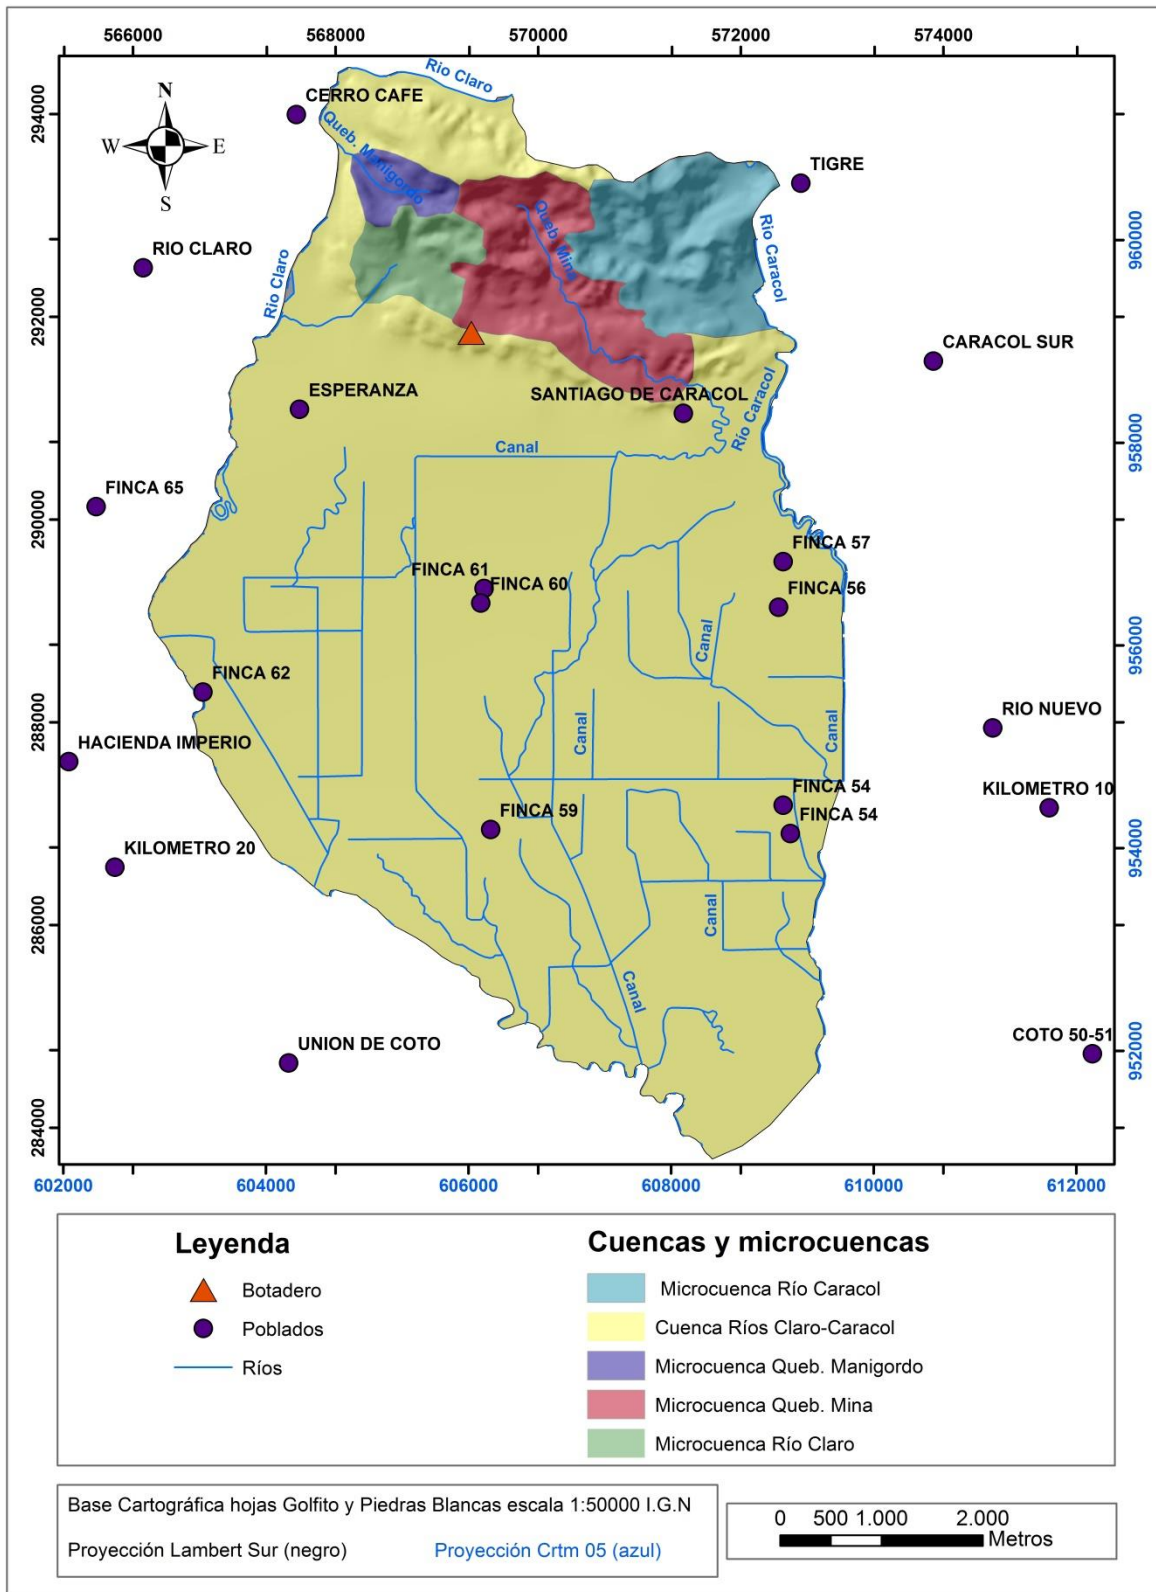 566000 568000 570000 572000 574000
Rio Claro
294000
N
CERRO CAFE
W E
S
Queb. Manigordo
TIGRE
Queb. Mina
RIO CLARO
Rio Claro
Rio Caracol
960000
292000
CARACOL SUR
ESPERANZA
SANTIAGO DE CARACOL
Río Caracol
958000
Canal
FINCA 65
290000
FINCA 57
FINCA 61
FINCA 60
FINCA 56
Canal
956000
FINCA 62
RIO NUEVO
288000
HACIENDA IMPERIO
Canal
Canal
FINCA 54
KILOMETRO 10
FINCA 59
FINCA 54
KILOMETRO 20
954000
286000
Canal
Canal
UNION DE COTO
COTO 50-51
952000
284000
602000 604000 606000 608000 610000 612000
Leyenda
Botadero
Poblados
Ríos
Cuencas y microcuencas
Microcuenca Río Caracol
Cuenca Ríos Claro-Caracol
Microcuenca Queb. Manigordo
Microcuenca Queb. Mina
Microcuenca Río Claro
Base Cartográfica hojas Golfito y Piedras Blancas escala 1:50000 I.G.N
Proyección Lambert Sur (negro) Proyección Crtm 05 (azul)
0 500 1.000 2.000
Metros